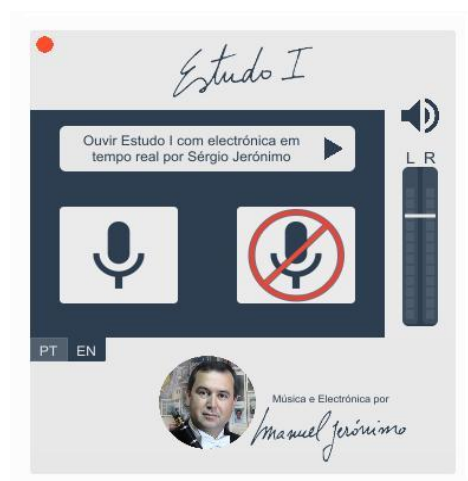 Estudo I
Ouvir Estudo I com electrónica em
tempo real por Sérgio Jerónimo
L R
PT EN
Música e Electrónica por
Manuel Jerónimo